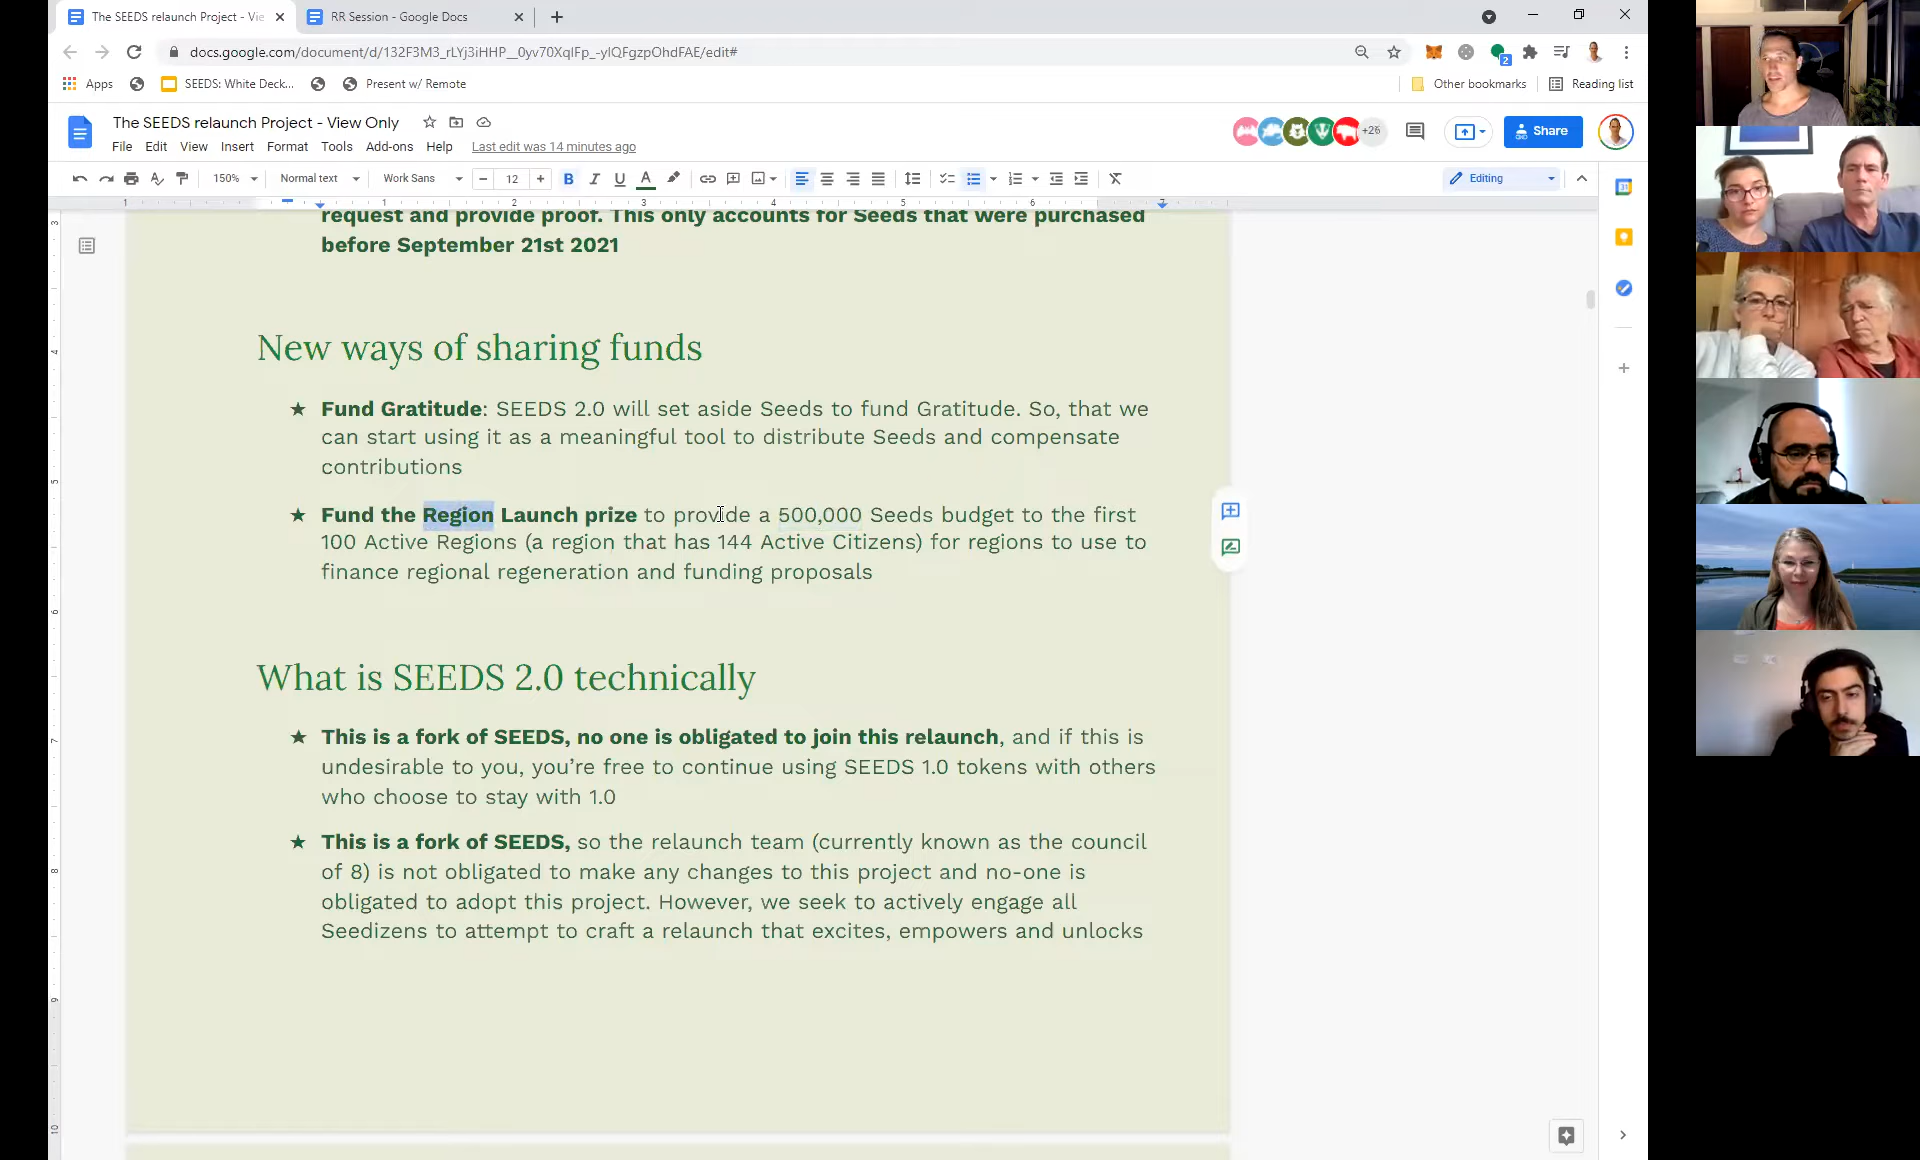 The SEEDS relaunch Project - Vie
RR Session - Google Docs
docs.google.com/document/d/132F3M3_rLYj3iHHP__0yv70XqIFp_-yIQFgzpOhdFAE/edit#
2
Apps
SEEDS: White Deck...
Present w/ Remote
Other bookmarks
Reading list
The SEEDS relaunch Project - View Only
+26
Share
File Edit View Insert Format Tools Add-ons Help Last edit was 14 minutes ago
150% Normal text Work Sans 12 B I U A Editing
1 1 2 3 4 5 6 7
request and provide proof. This only accounts for Seeds that were purchased
before September 21st 2021
New ways of sharing funds
★ Fund Gratitude: SEEDS 2.0 will set aside Seeds to fund Gratitude. So, that we
can start using it as a meaningful tool to distribute Seeds and compensate
contributions
★ Fund the Region Launch prize to provide a 500,000 Seeds budget to the first
100 Active Regions (a region that has 144 Active Citizens) for regions to use to
finance regional regeneration and funding proposals
What is SEEDS 2.0 technically
★ This is a fork of SEEDS, no one is obligated to join this relaunch, and if this is
undesirable to you, you’re free to continue using SEEDS 1.0 tokens with others
who choose to stay with 1.0
★ This is a fork of SEEDS, so the relaunch team (currently known as the council
of 8) is not obligated to make any changes to this project and no-one is
obligated to adopt this project. However, we seek to actively engage all
Seedizens to attempt to craft a relaunch that excites, empowers and unlocks